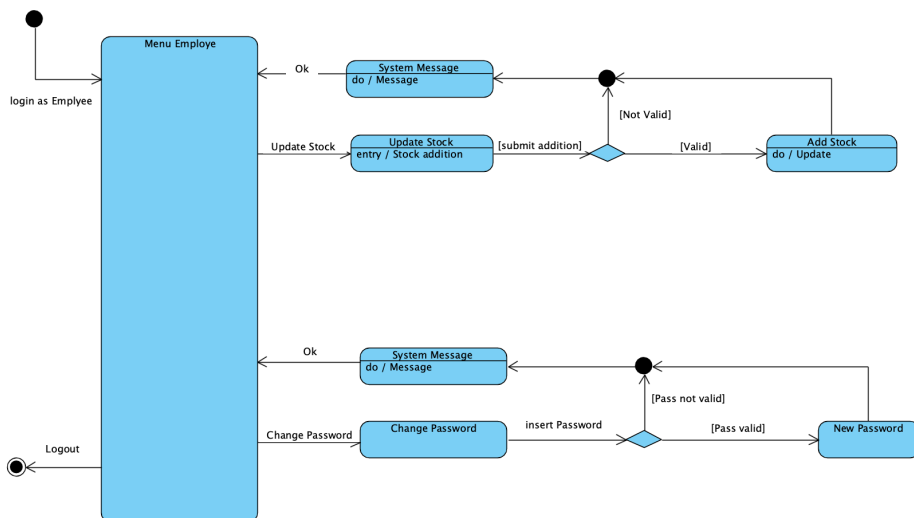 Menu Employe
login as Emplyee
Ok
System Message
do / Message
[Not Valid]
Update Stock
Update Stock
entry / Stock addition
[submit addition]
[Valid]
Add Stock
do / Update
Ok
System Message
do / Message
[Pass not valid]
Change Password
Change Password
insert Password
[Pass valid]
New Password
Logout